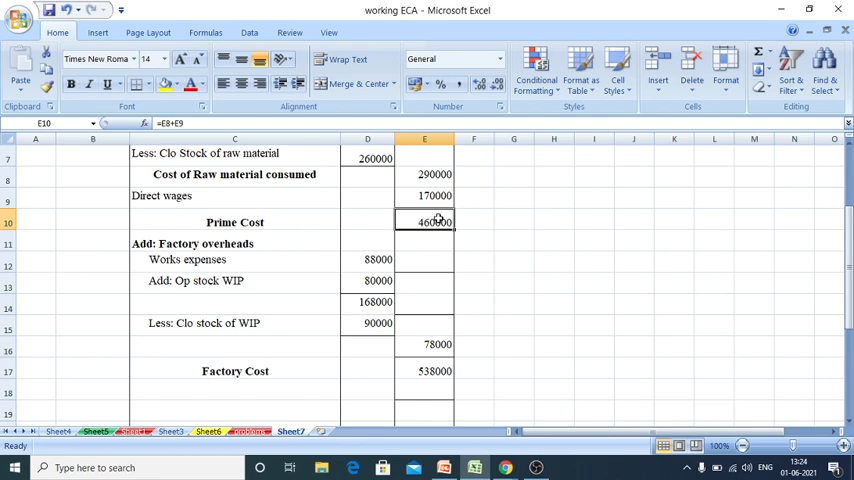 working ECA - Microsoft Excel
Home Insert Page Layout Formulas Data Review View
Paste
Clipboard
Times New Roma 14
B I U A
Font
Wrap Text
Merge & Center
Alignment
General
% ,
Number
Conditional Formatting
Format as Table
Cell Styles
Styles
Insert Delete Format
Cells
Σ
Sort & Filter
Find & Select
Editing
E10 fx =E8+E9
A B C D E F G H I J K L M N O
7 Less: Clo Stock of raw material 260000
8 Cost of Raw material consumed 290000
9 Direct wages 170000
10 Prime Cost 460000
11 Add: Factory overheads
12 Works expenses 88000
13 Add: Op stock WIP 80000
14 168000
15 Less: Clo stock of WIP 90000
16 78000
17 Factory Cost 538000
18
19
Sheet4 Sheet5 Sheet1 Sheet3 Sheet6 problems Sheet7
Ready 100%
Type here to search
ENG
13:24
01-06-2021